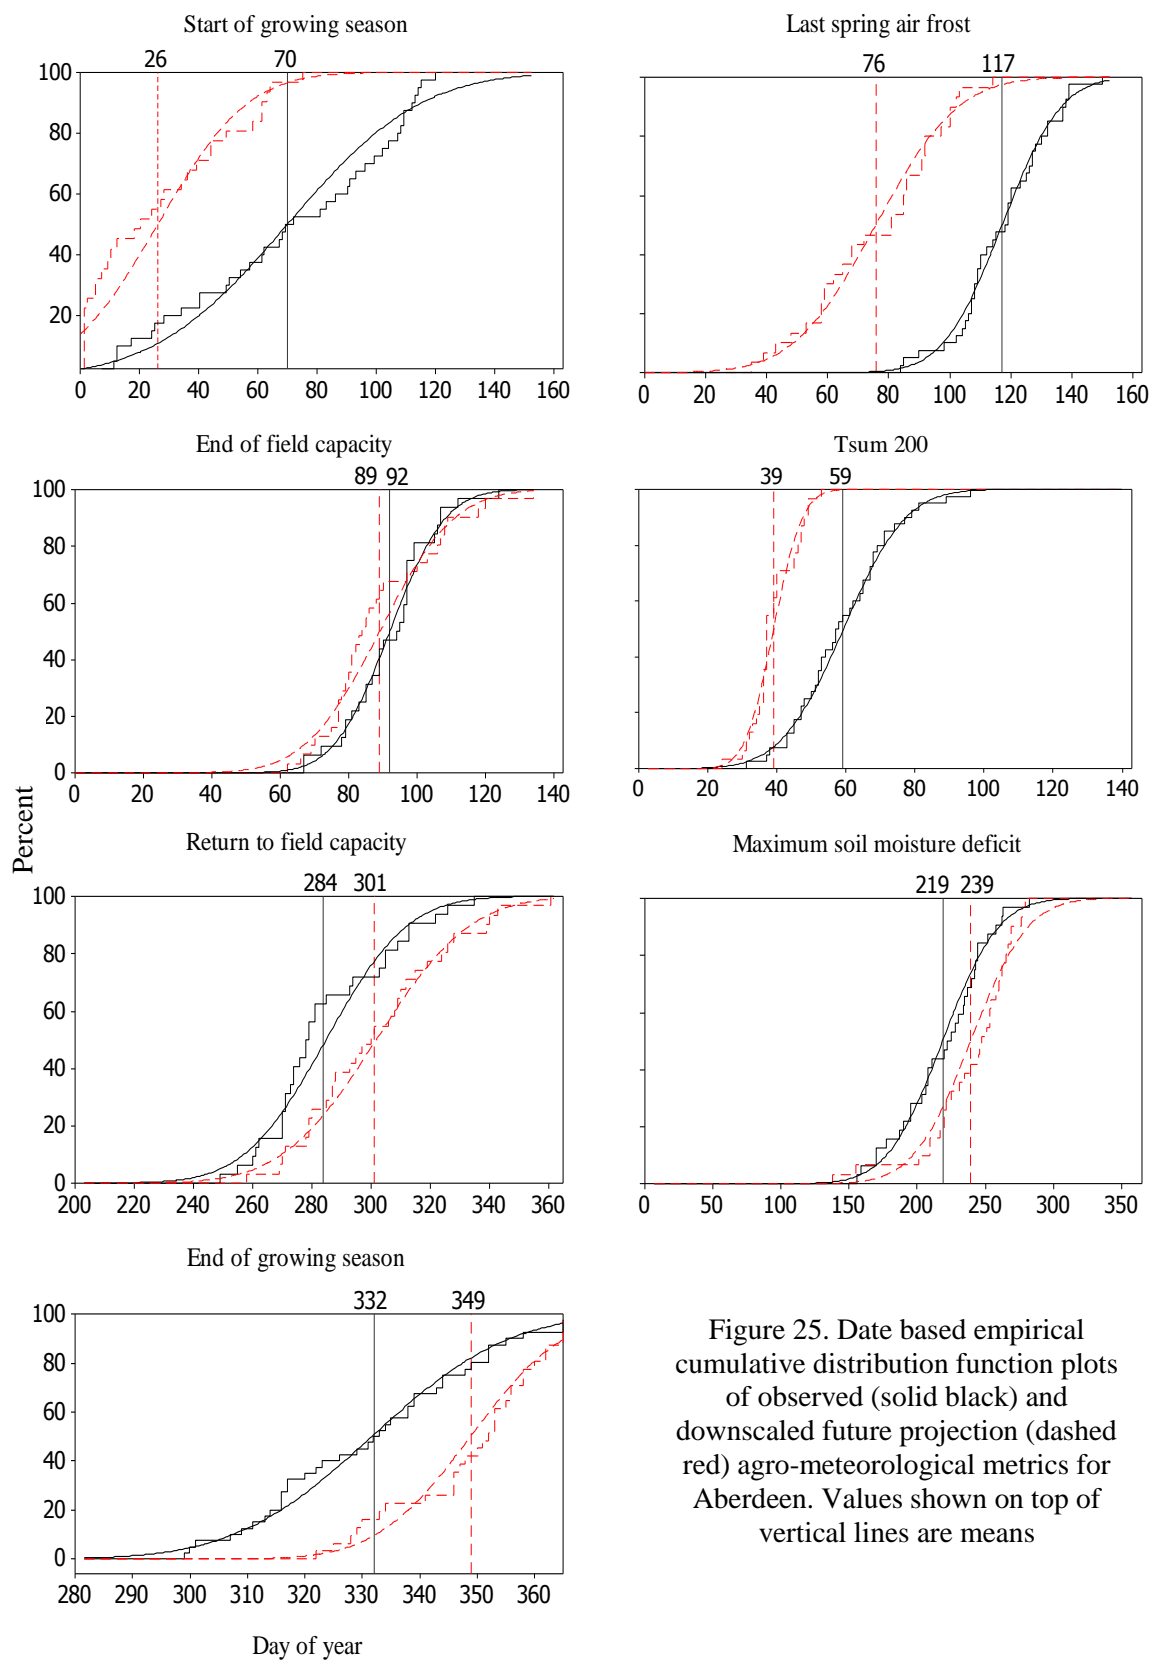 Start of growing season
26 70
100
80
60
40
20
0 20 40 60 80 100 120 140 160
Last spring air frost
76 117
0 20 40 60 80 100 120 140 160
End of field capacity
89 92
100
80
60
40
20
0
0 20 40 60 80 100 120 140
Tsum 200
39 59
0 20 40 60 80 100 120 140
Percent
Return to field capacity
284 301
100
80
60
40
20
0
200 220 240 260 280 300 320 340 360
Maximum soil moisture deficit
219 239
0 50 100 150 200 250 300 350
End of growing season
332 349
100
80
60
40
20
0
280 290 300 310 320 330 340 350 360
Day of year
Figure 25. Date based empirical
cumulative distribution function plots
of observed (solid black) and
downscaled future projection (dashed
red) agro-meteorological metrics for
Aberdeen. Values shown on top of
vertical lines are means